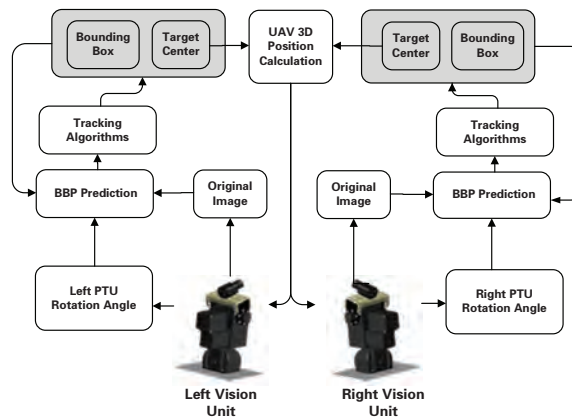 Bounding
Box
Target
Center
UAV 3D
Position
Calculation
Target
Center
Bounding
Box
Tracking
Algorithms
Tracking
Algorithms
BBP Prediction
Original
Image
Original
Image
BBP Prediction
Left PTU
Rotation Angle
Right PTU
Rotation Angle
Left Vision
Unit
Right Vision
Unit